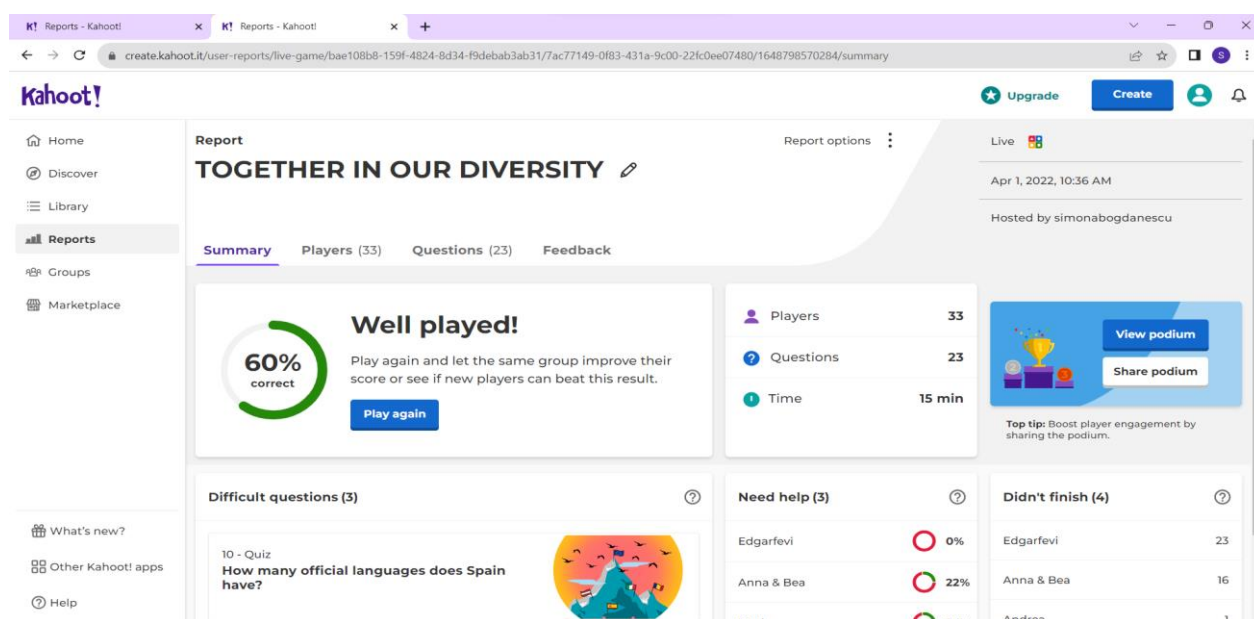 K! Reports - Kahoot!
K! Reports - Kahoot!
create.kahoot.it/user-reports/live-game/bae108b8-159f-4824-8d34-f9debab3ab31/7ac77149-0f83-431a-9c00-22fc0ee07480/1648798570284/summary
S
Kahoot!
Upgrade
Create
Home
Discover
Library
Reports
Groups
Marketplace
What's new?
Other Kahoot! apps
Help
Report
Report options
TOGETHER IN OUR DIVERSITY
Live
Apr 1, 2022, 10:36 AM
Hosted by simonabogdanescu
Summary Players (33) Questions (23) Feedback
60%
correct
Well played!
Play again and let the same group improve their
score or see if new players can beat this result.
Play again
Players 33
Questions 23
Time 15 min
2
3
View podium
Share podium
Top tip: Boost player engagement by
sharing the podium.
Difficult questions (3)
10 - Quiz
How many official languages does Spain
have?
Need help (3)
Edgarfevi 0%
Anna & Bea 22%
Didn't finish (4)
Edgarfevi 23
Anna & Bea 16
Andrea 1